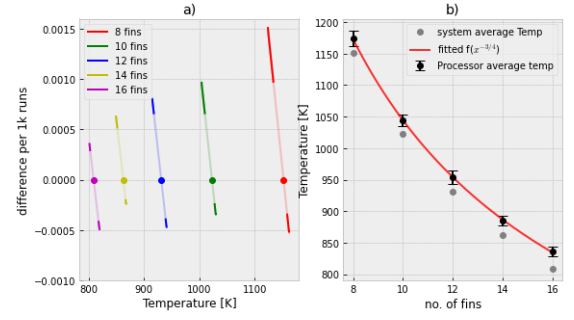 a)
difference per 1k runs
0.0015
0.0010
0.0005
0.0000
−0.0005
−0.0010
8 fins
10 fins
12 fins
14 fins
16 fins
800
900
1000
1100
Temperature [K]
b)
Temperature [K]
1200
1150
1100
1050
1000
950
900
850
800
system average Temp
fitted f(x⁻³/⁴)
Processor average temp
8
10
12
14
16
no. of fins